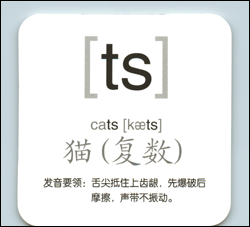 [ts]
cats [kæts]
猫(复数)
发音要领：舌尖抵住上齿龈，先爆破后
摩擦，声带不振动。